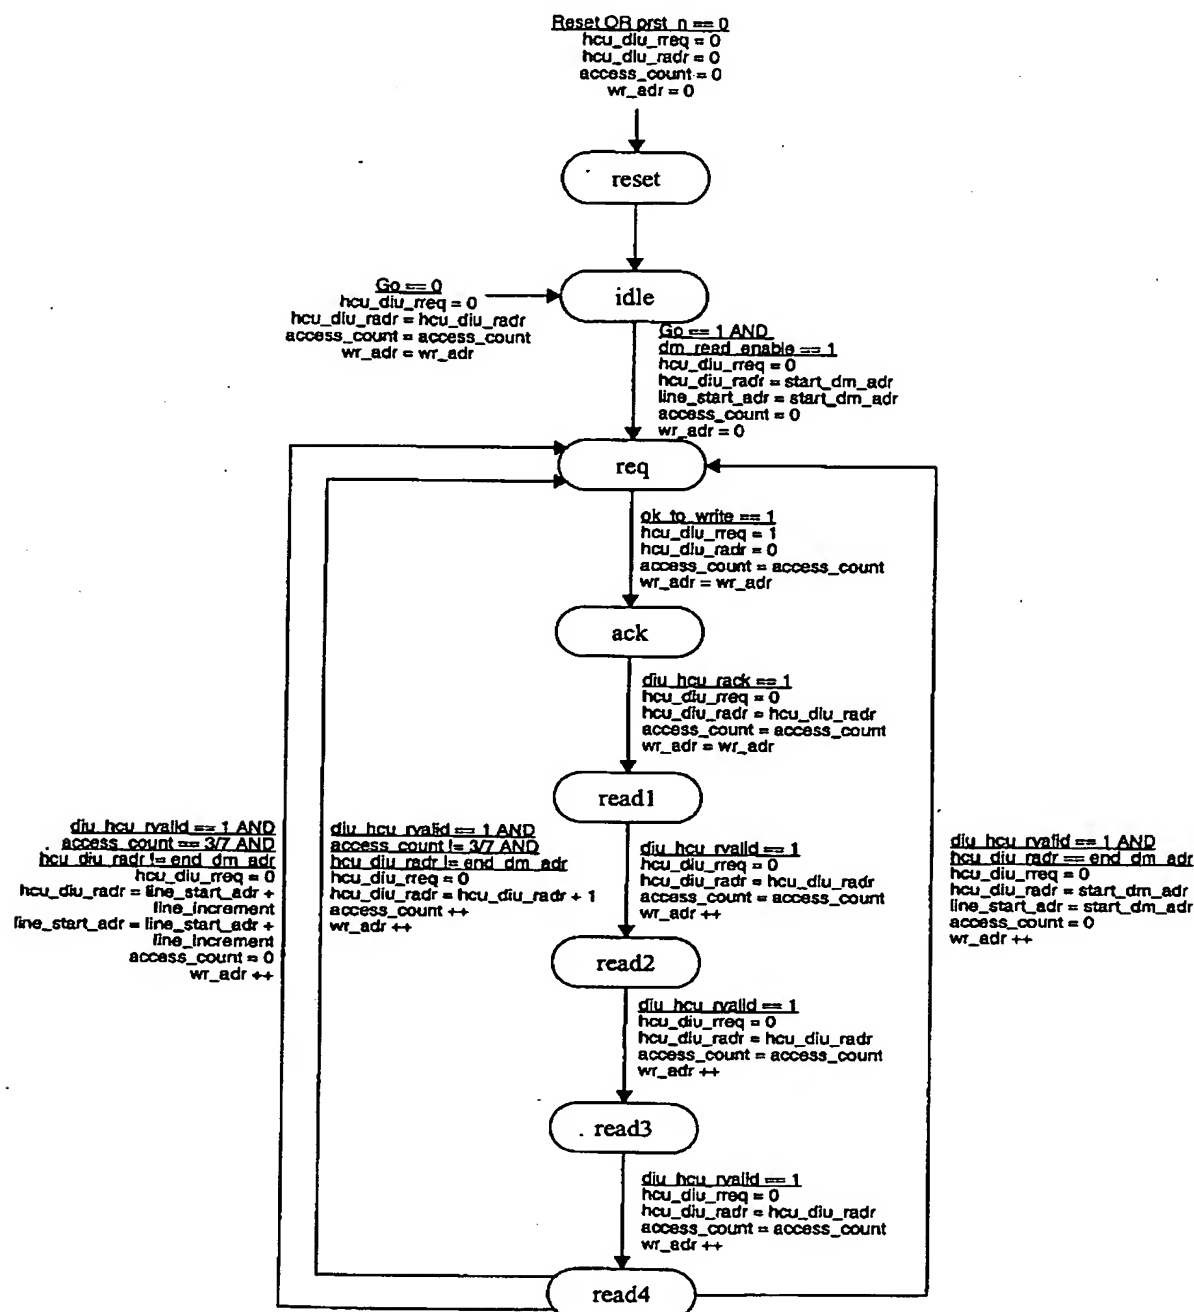 Reset OR prst_n == 0
hcu_diu_rreq = 0
hcu_diu_radr = 0
access_count = 0
wr_adr = 0
reset
Go == 0
hcu_diu_rreq = 0
hcu_diu_radr = hcu_diu_radr
access_count = access_count
wr_adr = wr_adr
idle
Go == 1 AND
dm_read_enable == 1
hcu_diu_rreq = 0
hcu_diu_radr = start_dm_adr
line_start_adr = start_dm_adr
access_count = 0
wr_adr = 0
req
ok_to_write == 1
hcu_diu_rreq = 1
hcu_diu_radr = 0
access_count = access_count
wr_adr = wr_adr
ack
diu_hcu_rack == 1
hcu_diu_rreq = 0
hcu_diu_radr = hcu_diu_radr
access_count = access_count
wr_adr = wr_adr
read1
diu_hcu_rvalid == 1 AND
access_count == 3/7 AND
hcu_diu_radr != end_dm_adr
hcu_diu_rreq = 0
hcu_diu_radr = line_start_adr +
line_increment
line_start_adr = line_start_adr +
line_increment
access_count = 0
wr_adr ++
diu_hcu_rvalid == 1 AND
access_count != 3/7 AND
hcu_diu_radr != end_dm_adr
hcu_diu_rreq = 0
hcu_diu_radr = hcu_diu_radr + 1
access_count ++
wr_adr ++
diu_hcu_rvalid == 1
hcu_diu_rreq = 0
hcu_diu_radr = hcu_diu_radr
access_count = access_count
wr_adr ++
diu_hcu_rvalid == 1 AND
hcu_diu_radr == end_dm_adr
hcu_diu_rreq = 0
hcu_diu_radr = start_dm_adr
line_start_adr = start_dm_adr
access_count = 0
wr_adr ++
read2
diu_hcu_rvalid == 1
hcu_diu_rreq = 0
hcu_diu_radr = hcu_diu_radr
access_count = access_count
wr_adr ++
read3
diu_hcu_rvalid == 1
hcu_diu_rreq = 0
hcu_diu_radr = hcu_diu_radr
access_count = access_count
wr_adr ++
read4